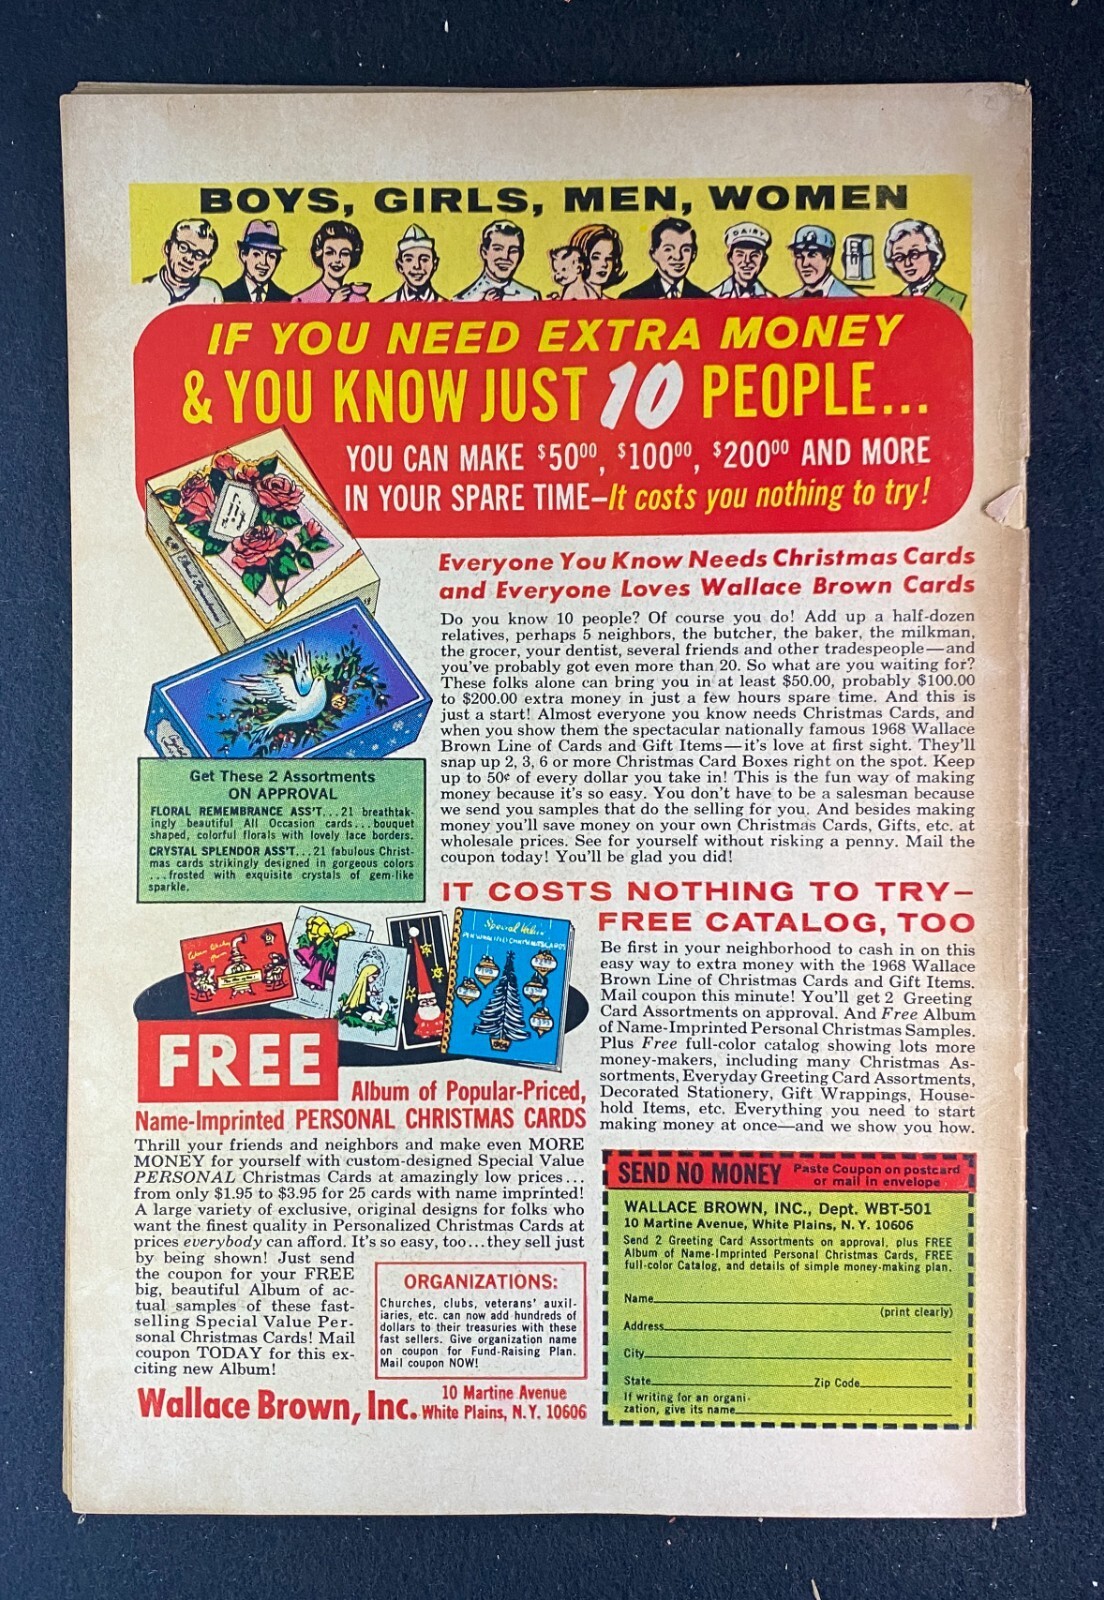 BOYS, GIRLS, MEN, WOMEN
DAIRY
IF YOU NEED EXTRA MONEY
& YOU KNOW JUST 10 PEOPLE...
YOU CAN MAKE $50⁰⁰, $100⁰⁰, $200⁰⁰ AND MORE
IN YOUR SPARE TIME—It costs you nothing to try!
Everyone You Know Needs Christmas Cards
and Everyone Loves Wallace Brown Cards
Do you know 10 people? Of course you do! Add up a half-dozen
relatives, perhaps 5 neighbors, the butcher, the baker, the milkman,
the grocer, your dentist, several friends and other tradespeople—and
you've probably got even more than 20. So what are you waiting for?
These folks alone can bring you in at least $50.00, probably $100.00
to $200.00 extra money in just a few hours spare time. And this is
just a start! Almost everyone you know needs Christmas Cards, and
when you show them the spectacular nationally famous 1968 Wallace
Brown Line of Cards and Gift Items—it's love at first sight. They'll
snap up 2, 3, 6 or more Christmas Card Boxes right on the spot. Keep
up to 50¢ of every dollar you take in! This is the fun way of making
money because it's so easy. You don't have to be a salesman because
we send you samples that do the selling for you. And besides making
money you'll save money on your own Christmas Cards, Gifts, etc. at
wholesale prices. See for yourself without risking a penny. Mail the
coupon today! You'll be glad you did!
Floral Remembrance
Get These 2 Assortments
ON APPROVAL
FLORAL REMEMBRANCE ASS'T...21 breathtak-
ingly beautiful All Occasion cards...bouquet
shaped, colorful florals with lovely lace borders.
CRYSTAL SPLENDOR ASS'T...21 fabulous Christ-
mas cards strikingly designed in gorgeous colors
...frosted with exquisite crystals of gem-like
sparkle.
IT COSTS NOTHING TO TRY—
FREE CATALOG, TOO
Be first in your neighborhood to cash in on this
easy way to extra money with the 1968 Wallace
Brown Line of Christmas Cards and Gift Items.
Mail coupon this minute! You'll get 2 Greeting
Card Assortments on approval. And Free Album
of Name-Imprinted Personal Christmas Samples.
Plus Free full-color catalog showing lots more
money-makers, including many Christmas As-
sortments, Everyday Greeting Card Assortments,
Decorated Stationery, Gift Wrappings, House-
hold Items, etc. Everything you need to start
making money at once—and we show you how.
Special Value
FREE
Album of Popular-Priced,
Name-Imprinted PERSONAL CHRISTMAS CARDS
Thrill your friends and neighbors and make even MORE
MONEY for yourself with custom-designed Special Value
PERSONAL Christmas Cards at amazingly low prices...
from only $1.95 to $3.95 for 25 cards with name imprinted!
A large variety of exclusive, original designs for folks who
want the finest quality in Personalized Christmas Cards at
prices everybody can afford. It's so easy, too...they sell just
by being shown! Just send
the coupon for your FREE
big, beautiful Album of ac-
tual samples of these fast-
selling Special Value Per-
sonal Christmas Cards! Mail
coupon TODAY for this ex-
citing new Album!
ORGANIZATIONS:
Churches, clubs, veterans' auxil-
iaries, etc. can now add hundreds of
dollars to their treasuries with these
fast sellers. Give organization name
on coupon for Fund-Raising Plan.
Mail coupon NOW!
Wallace Brown, Inc. 10 Martine Avenue
White Plains, N.Y. 10606
SEND NO MONEY Paste Coupon on postcard
or mail in envelope
WALLACE BROWN, INC., Dept. WBT-501
10 Martine Avenue, White Plains, N. Y. 10606
Send 2 Greeting Card Assortments on approval, plus FREE
Album of Name-Imprinted Personal Christmas Cards, FREE
full-color Catalog, and details of simple money-making plan.
Name
(print clearly)
Address
City
State Zip Code
If writing for an organi-
zation, give its name